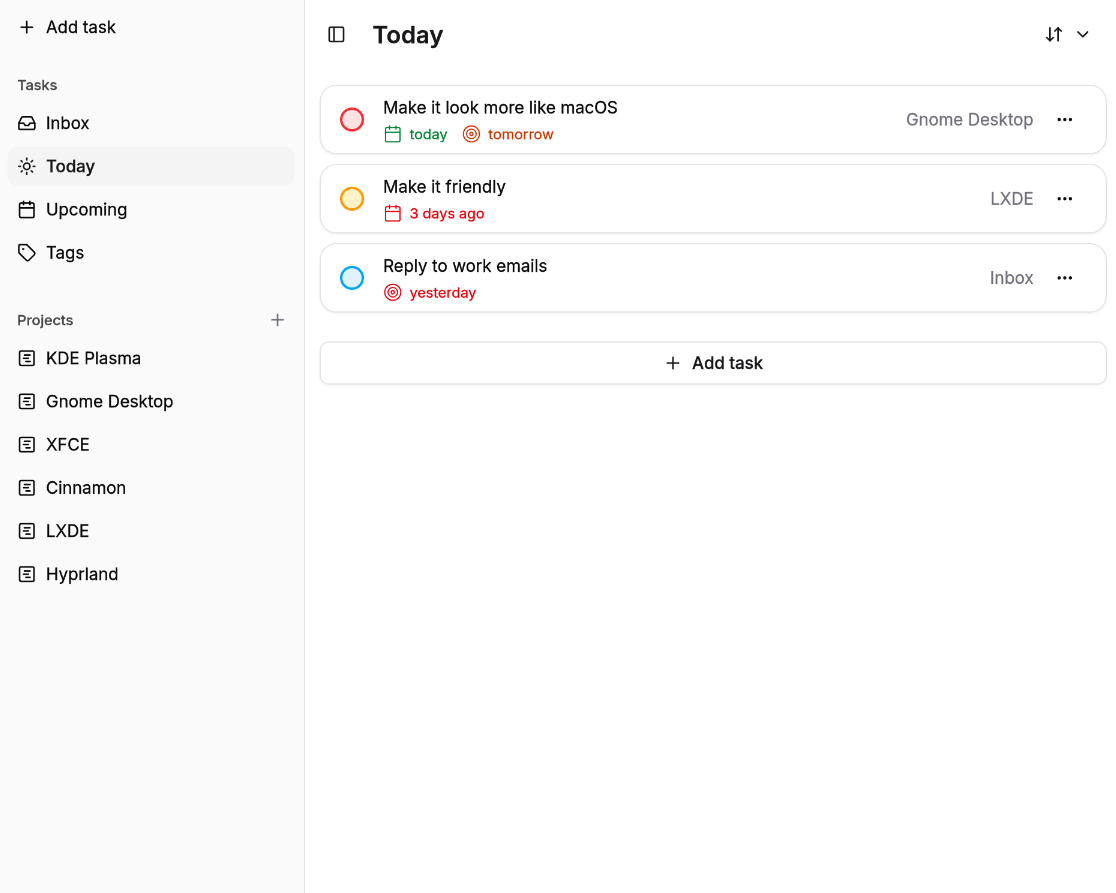 Add task
Tasks
Inbox
Today
Upcoming
Tags
Projects
KDE Plasma
Gnome Desktop
XFCE
Cinnamon
LXDE
Hyprland
Today
Make it look more like macOS
today tomorrow
Gnome Desktop
Make it friendly
3 days ago
LXDE
Reply to work emails
yesterday
Inbox
Add task